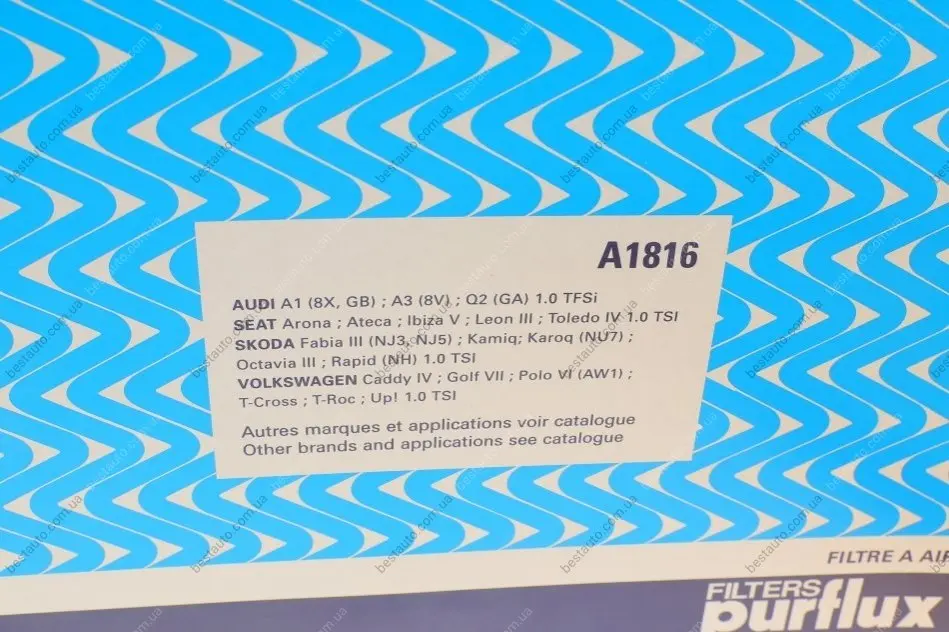 A1816
AUDI A1 (8X, GB) ; A3 (8V) ; Q2 (GA) 1.0 TFSi
SEAT Arona ; Ateca ; Ibiza V ; Leon III ; Toledo IV 1.0 TSI
SKODA Fabia III (NJ3, NJ5) ; Kamiq; Karoq (NU7) ;
Octavia III ; Rapid (NH) 1.0 TSI
VOLKSWAGEN Caddy IV ; Golf VII ; Polo VI (AW1) ;
T-Cross ; T-Roc ; Up! 1.0 TSI
Autres marques et applications voir catalogue
Other brands and applications see catalogue
FILTRE A AIR
FILTERS
purflux
bestauto.com.ua